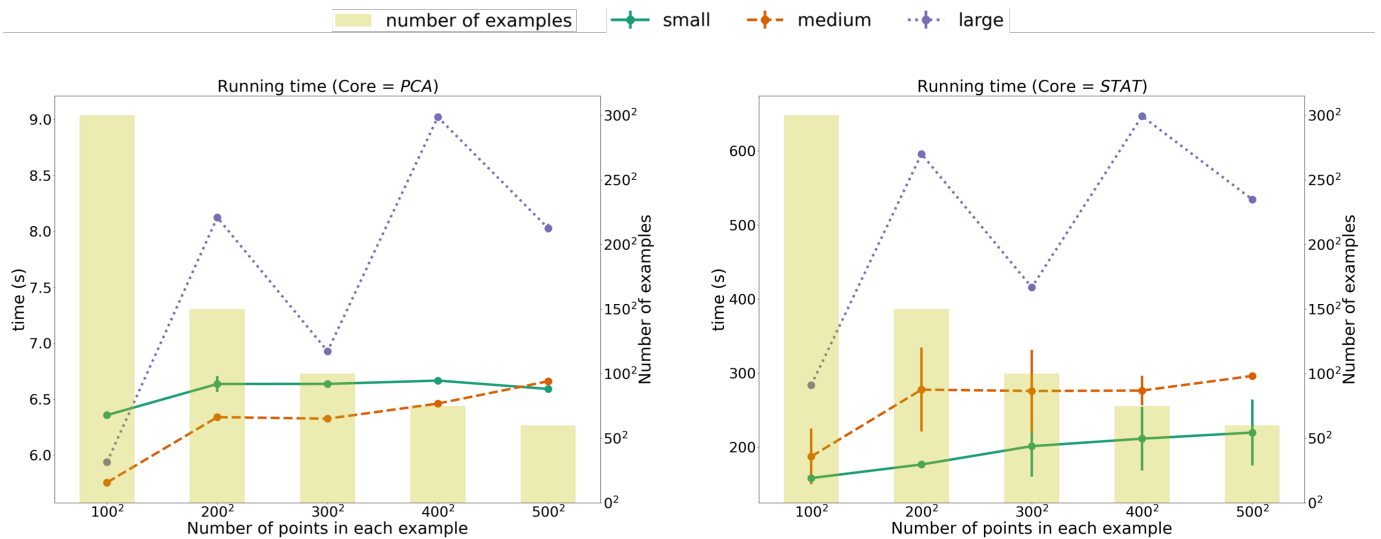 number of examples small medium large
Running time (Core = PCA)
9.0
8.5
8.0
7.5
7.0
6.5
6.0
time (s)
300²
250²
200²
150²
100²
50²
0²
Number of examples
100² 200² 300² 400² 500²
Number of points in each example
Running time (Core = STAT)
600
500
400
300
200
time (s)
300²
250²
200²
150²
100²
50²
0²
Number of examples
100² 200² 300² 400² 500²
Number of points in each example